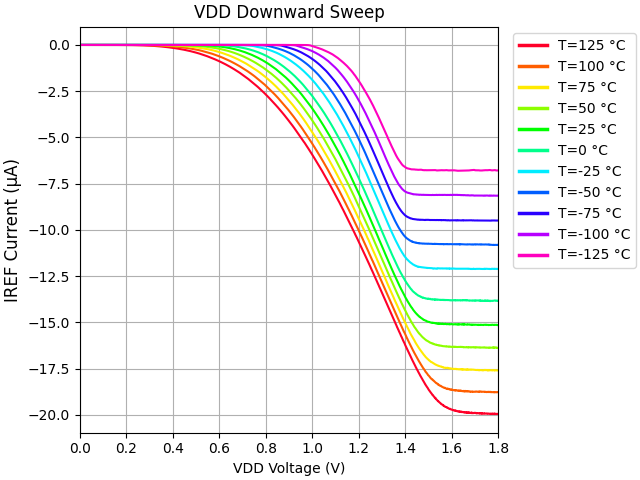 VDD Downward Sweep
IREF Current (μA)
0.0
−2.5
−5.0
−7.5
−10.0
−12.5
−15.0
−17.5
−20.0
0.0 0.2 0.4 0.6 0.8 1.0 1.2 1.4 1.6 1.8
VDD Voltage (V)
T=125 °C
T=100 °C
T=75 °C
T=50 °C
T=25 °C
T=0 °C
T=-25 °C
T=-50 °C
T=-75 °C
T=-100 °C
T=-125 °C